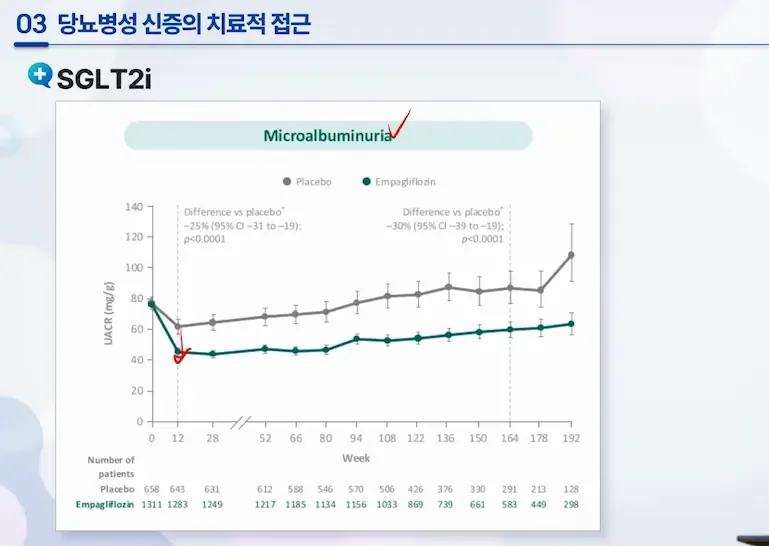 03 당뇨병성 신증의 치료적 접근
SGLT2i
Microalbuminuria
Placebo
Empagliflozin
Difference vs placebo*
−25% (95% CI −31 to −19);
p<0.0001
Difference vs placebo*
−30% (95% CI −39 to −19);
p<0.0001
UACR (mg/g)
140
120
100
80
60
40
20
0
0 12 28 52 66 80 94 108 122 136 150 164 178 192
Week
Number of
patients
Placebo 658 643 631 612 588 546 570 506 426 376 330 291 213 128
Empagliflozin 1311 1283 1249 1217 1185 1134 1156 1033 869 739 661 583 449 298